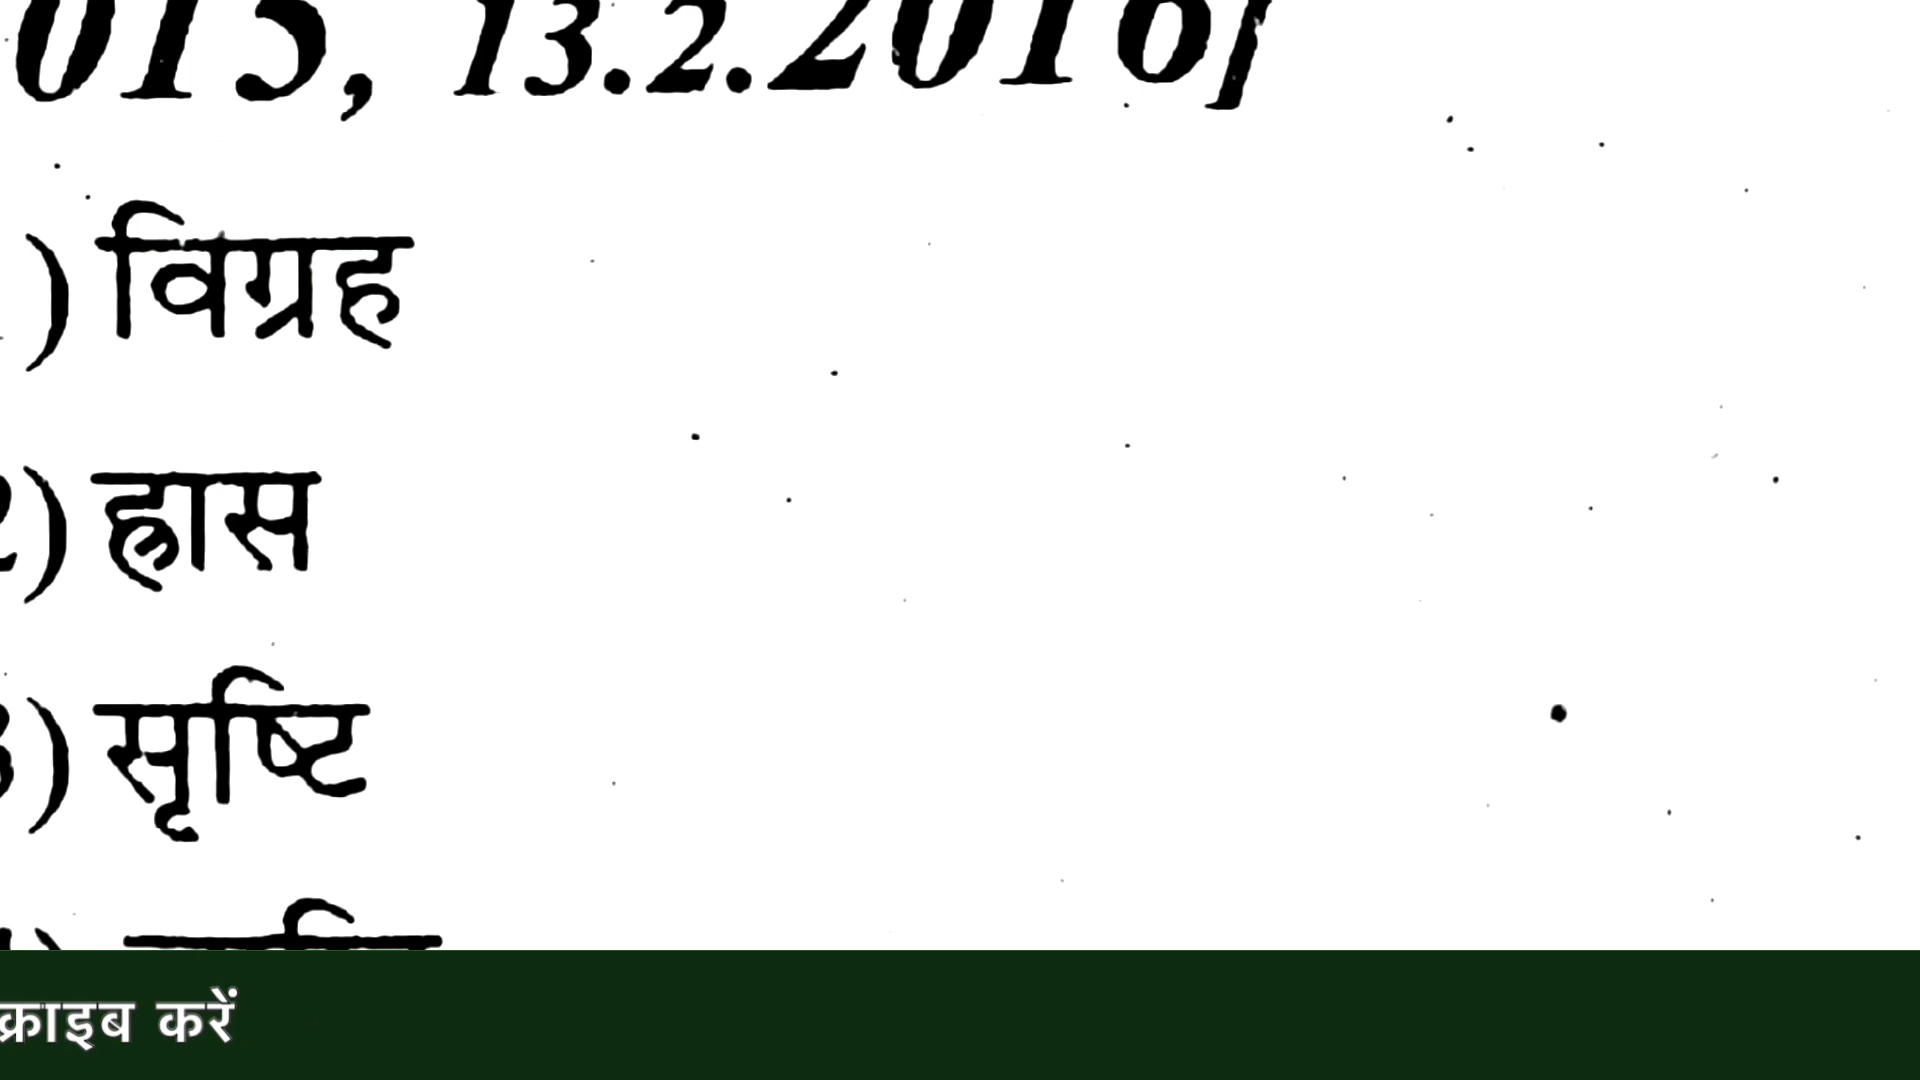 015, 13.2.2016]
) विग्रह
2) ह्रास
3) सृष्टि
क्राइब करें